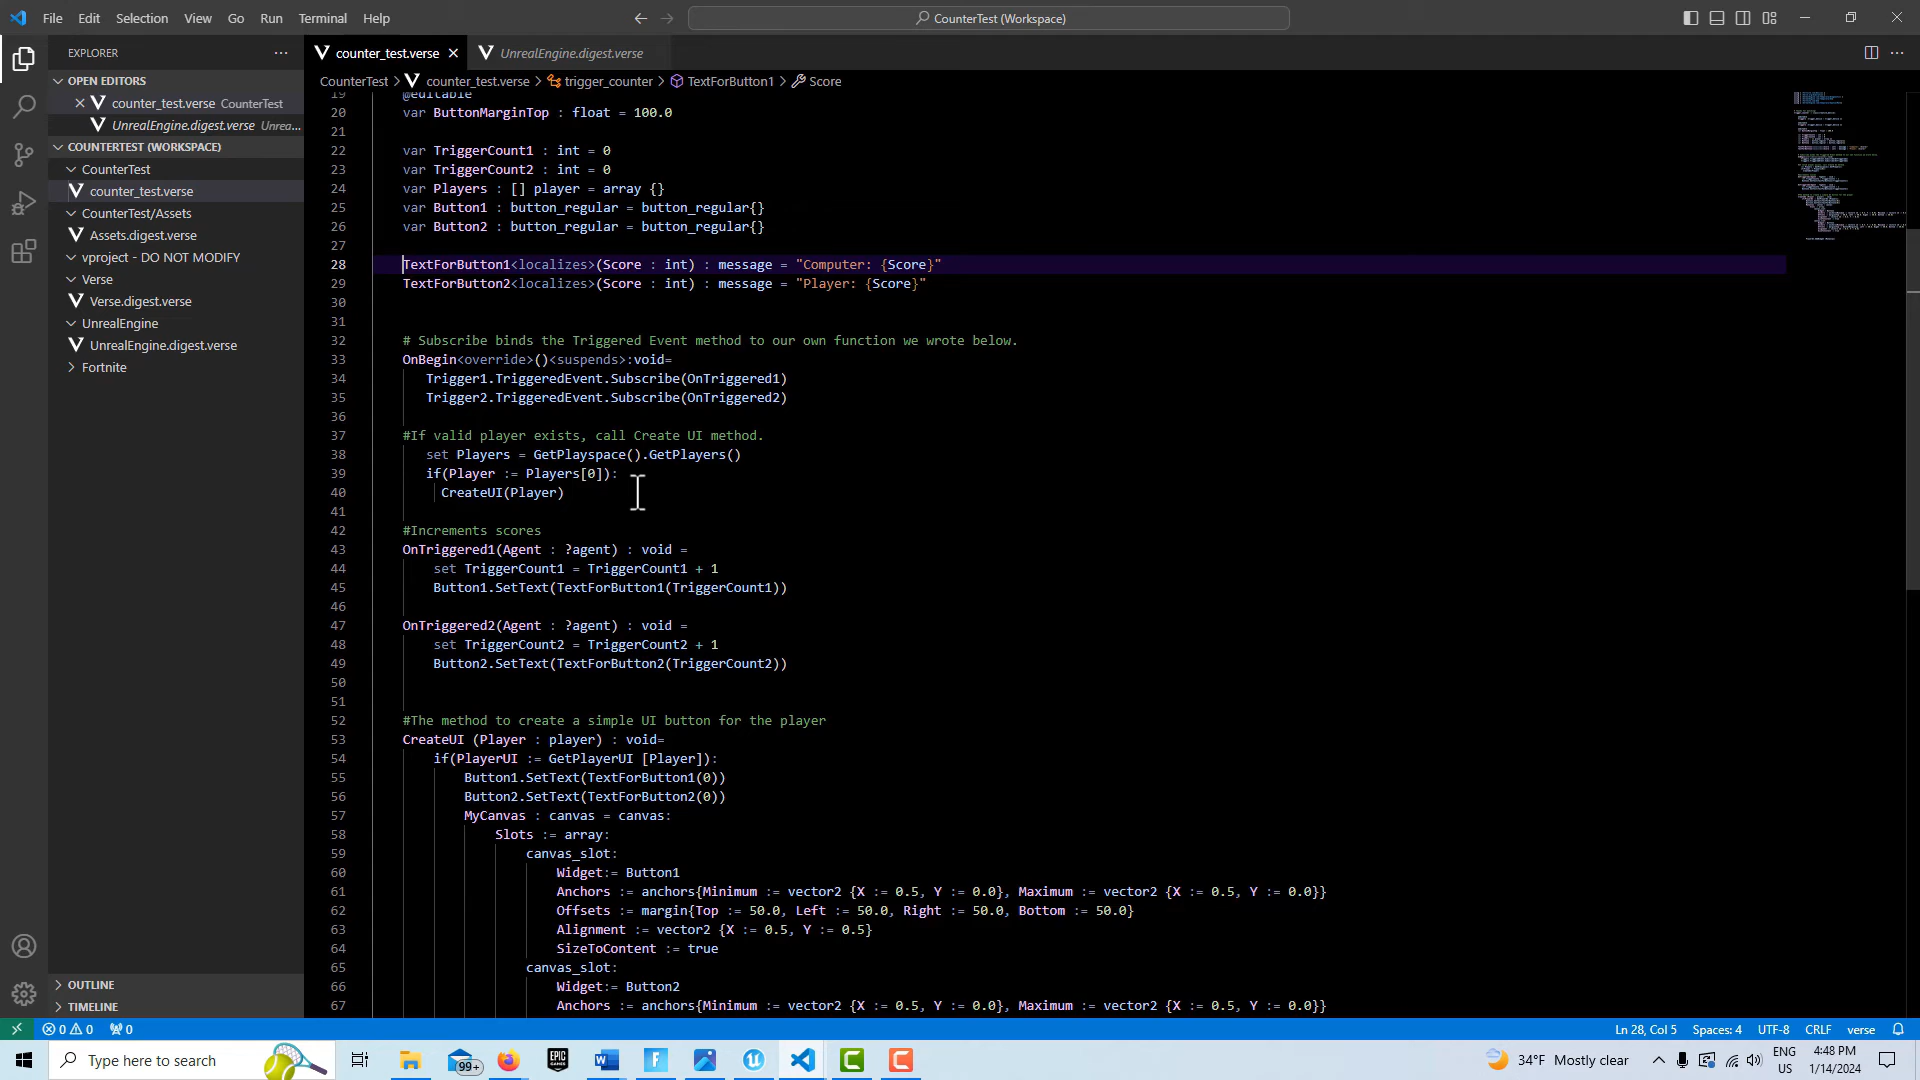 File Edit Selection View Go Run Terminal Help
CounterTest (Workspace)
EXPLORER
counter_test.verse
UnrealEngine.digest.verse
OPEN EDITORS
CounterTest > counter_test.verse > trigger_counter > TextForButton1 > Score
counter_test.verse CounterTest
UnrealEngine.digest.verse Unrea...
COUNTERTEST (WORKSPACE)
CounterTest
counter_test.verse
CounterTest/Assets
Assets.digest.verse
vproject - DO NOT MODIFY
Verse
Verse.digest.verse
UnrealEngine
UnrealEngine.digest.verse
Fortnite
OUTLINE
TIMELINE
19 @editable
20 var ButtonMarginTop : float = 100.0
21
22 var TriggerCount1 : int = 0
23 var TriggerCount2 : int = 0
24 var Players : [] player = array {}
25 var Button1 : button_regular = button_regular{}
26 var Button2 : button_regular = button_regular{}
27
28 TextForButton1<localizes>(Score : int) : message = "Computer: {Score}"
29 TextForButton2<localizes>(Score : int) : message = "Player: {Score}"
30
31
32 # Subscribe binds the Triggered Event method to our own function we wrote below.
33 OnBegin<override>()<suspends>:void=
34 Trigger1.TriggeredEvent.Subscribe(OnTriggered1)
35 Trigger2.TriggeredEvent.Subscribe(OnTriggered2)
36
37 #If valid player exists, call Create UI method.
38 set Players = GetPlayspace().GetPlayers()
39 if(Player := Players[0]):
40 CreateUI(Player)
41
42 #Increments scores
43 OnTriggered1(Agent : ?agent) : void =
44 set TriggerCount1 = TriggerCount1 + 1
45 Button1.SetText(TextForButton1(TriggerCount1))
46
47 OnTriggered2(Agent : ?agent) : void =
48 set TriggerCount2 = TriggerCount2 + 1
49 Button2.SetText(TextForButton2(TriggerCount2))
50
51
52 #The method to create a simple UI button for the player
53 CreateUI (Player : player) : void=
54 if(PlayerUI := GetPlayerUI [Player]):
55 Button1.SetText(TextForButton1(0))
56 Button2.SetText(TextForButton2(0))
57 MyCanvas : canvas = canvas:
58 Slots := array:
59 canvas_slot:
60 Widget:= Button1
61 Anchors := anchors{Minimum := vector2 {X := 0.5, Y := 0.0}, Maximum := vector2 {X := 0.5, Y := 0.0}}
62 Offsets := margin{Top := 50.0, Left := 50.0, Right := 50.0, Bottom := 50.0}
63 Alignment := vector2 {X := 0.5, Y := 0.5}
64 SizeToContent := true
65 canvas_slot:
66 Widget:= Button2
67 Anchors := anchors{Minimum := vector2 {X := 0.5, Y := 0.0}, Maximum := vector2 {X := 0.5, Y := 0.0}}
0 0 0
Ln 28, Col 5 Spaces: 4 UTF-8 CRLF verse
Type here to search
99+
EPIC GAMES
34°F Mostly clear
ENG
US
4:48 PM
1/14/2024